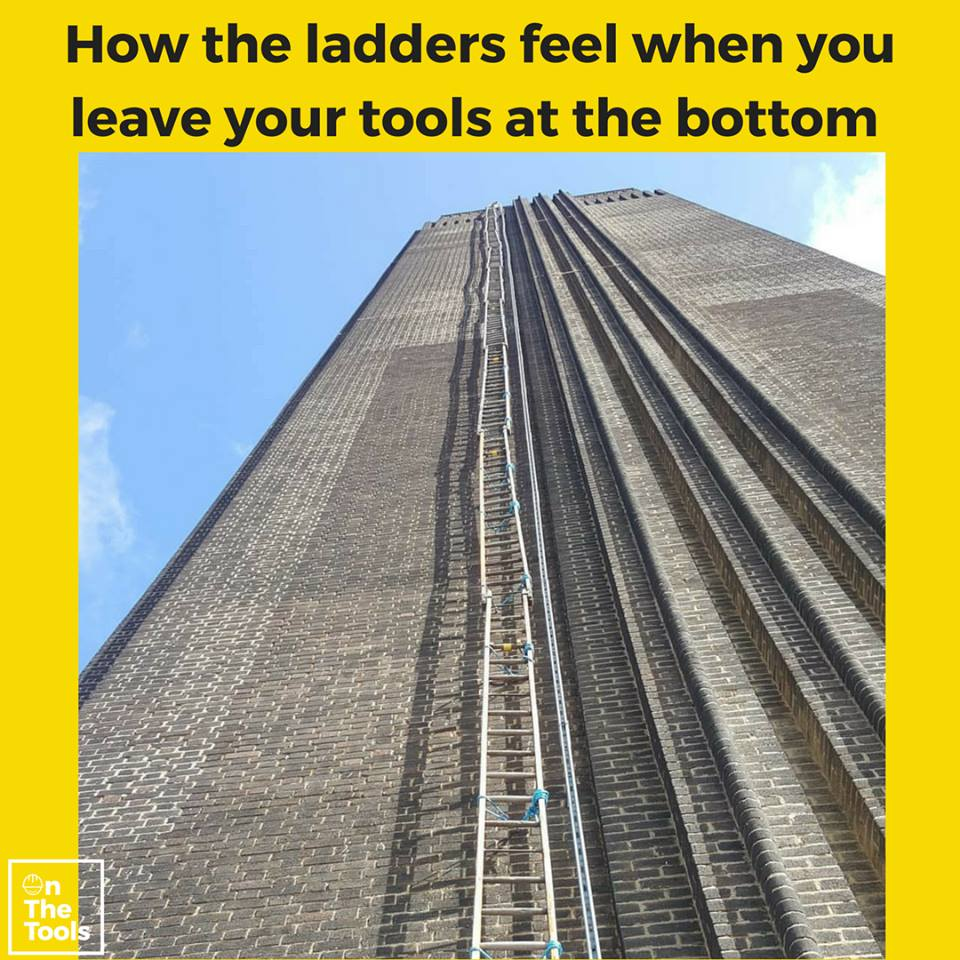 How the ladders feel when you
leave your tools at the bottom
On
The
Tools